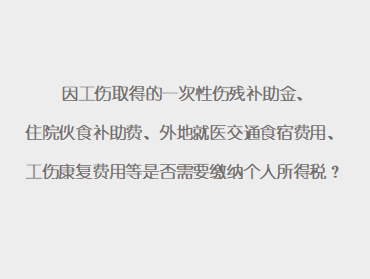 因工伤取得的一次性伤残补助金、
住院伙食补助费、外地就医交通食宿费用、
工伤康复费用等是否需要缴纳个人所得税？